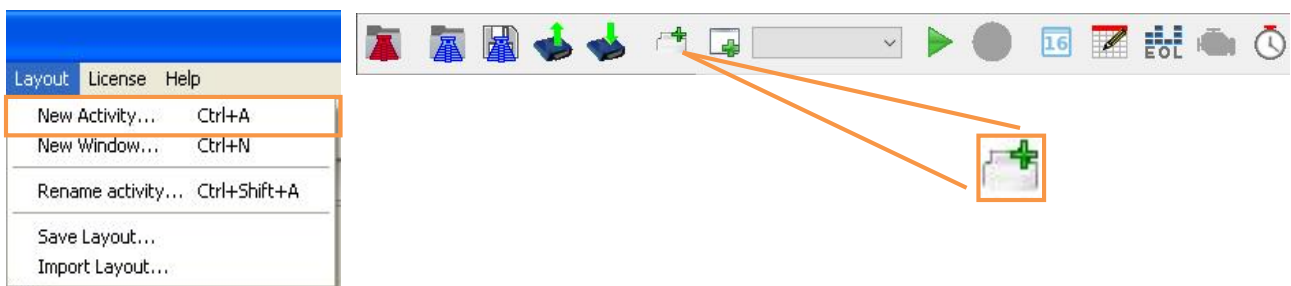 Layout License Help
New Activity... Ctrl+A
New Window... Ctrl+N
Rename activity... Ctrl+Shift+A
Save Layout...
Import Layout...
16
EOL